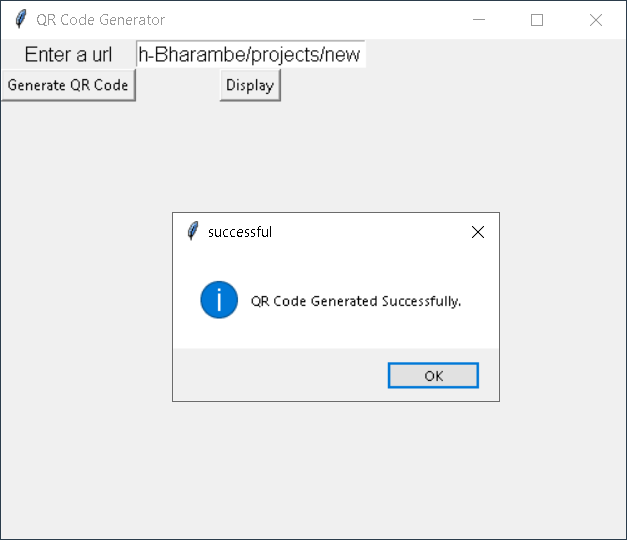 QR Code Generator
Enter a url h-Bharambe/projects/new
Generate QR Code Display
successful
QR Code Generated Successfully.
OK